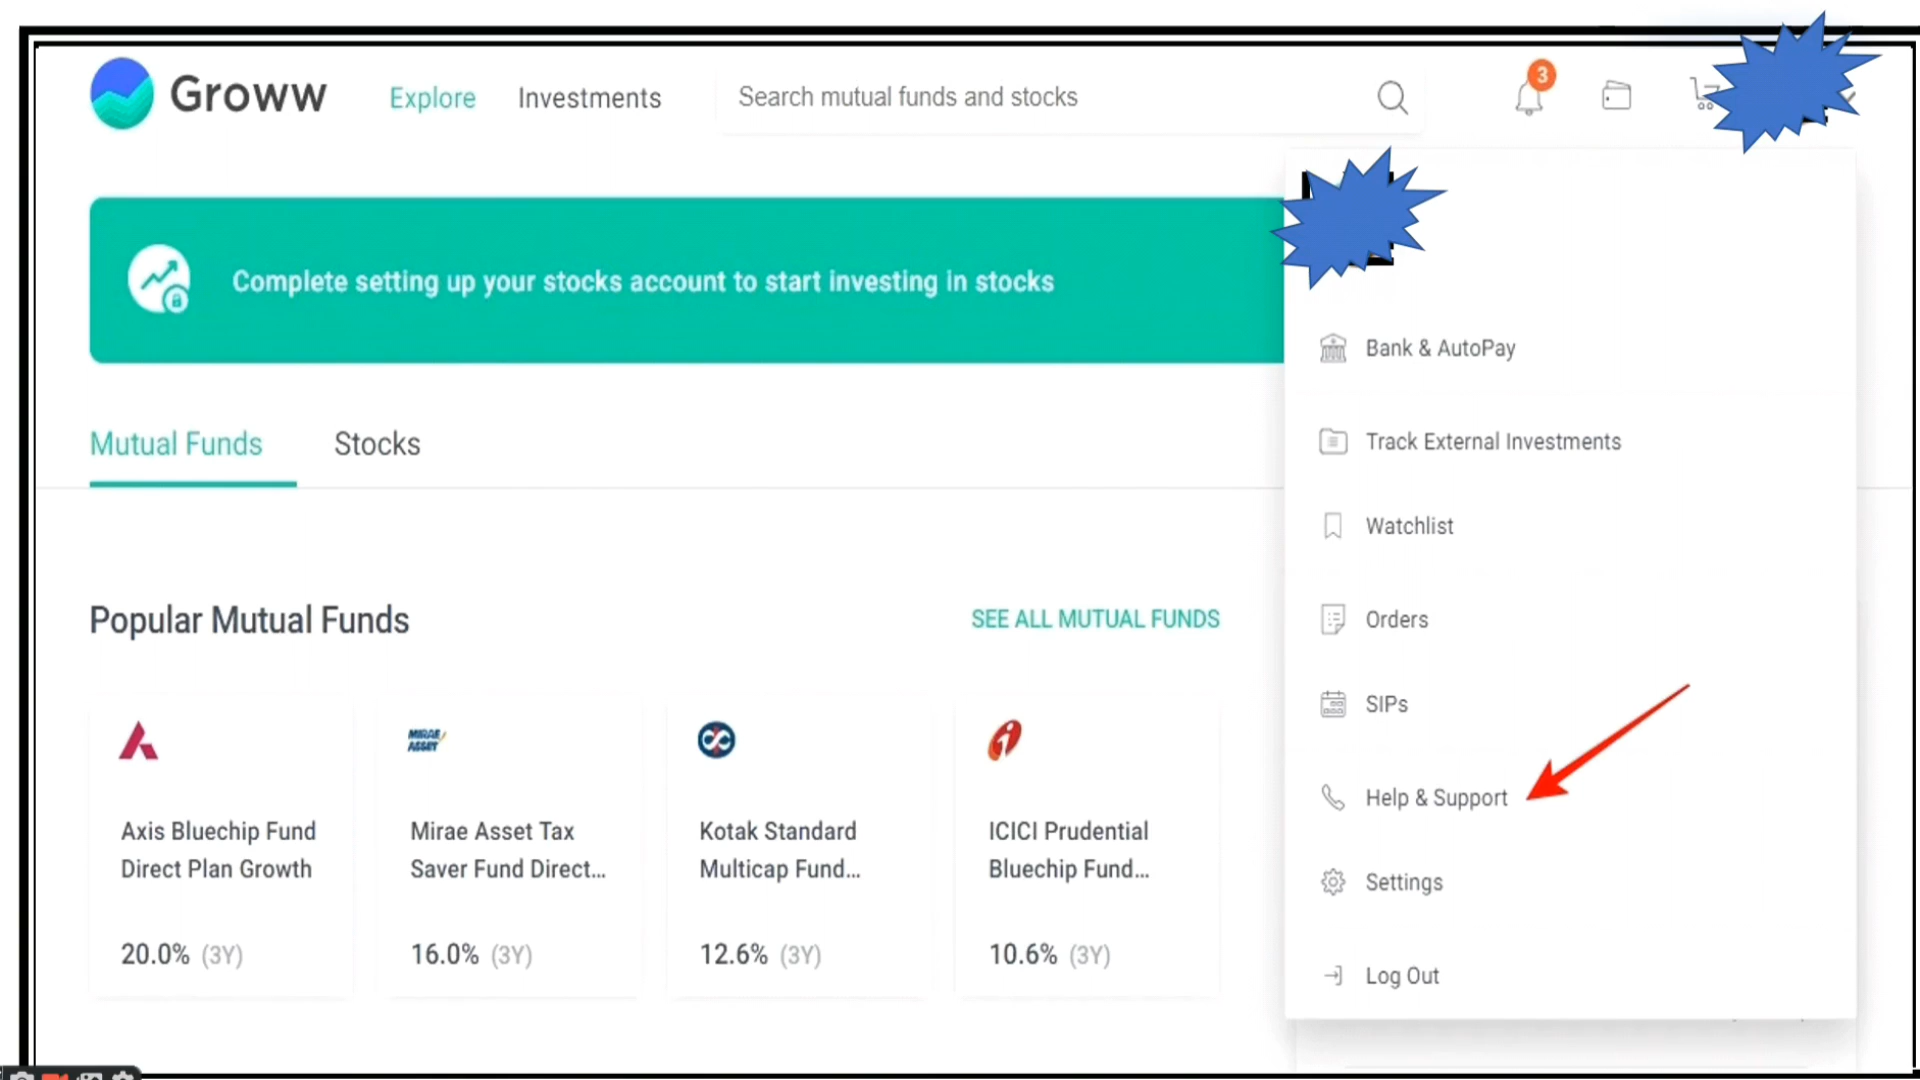 Groww
Explore
Investments
Search mutual funds and stocks
3
Complete setting up your stocks account to start investing in stocks
Mutual Funds
Stocks
Popular Mutual Funds
SEE ALL MUTUAL FUNDS
MIRAE
ASSET
Axis Bluechip Fund
Direct Plan Growth
20.0% (3Y)
Mirae Asset Tax
Saver Fund Direct...
16.0% (3Y)
Kotak Standard
Multicap Fund...
12.6% (3Y)
ICICI Prudential
Bluechip Fund...
10.6% (3Y)
Bank & AutoPay
Track External Investments
Watchlist
Orders
SIPs
Help & Support
Settings
Log Out